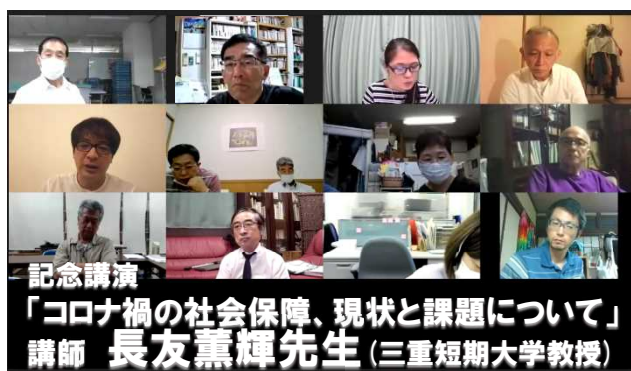 記念講演
「コロナ禍の社会保障、現状と課題について」
講師 長友薫輝先生(三重短期大学教授)